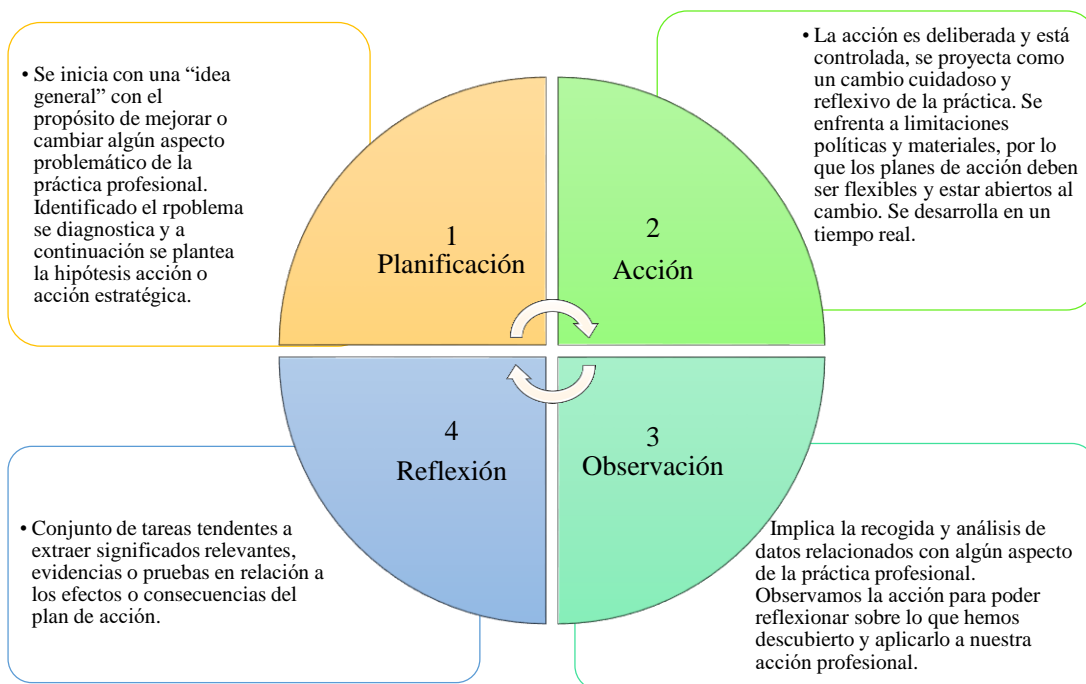 • Se inicia con una “idea
general” con el
propósito de mejorar o
cambiar algún aspecto
problemático de la
práctica profesional.
Identificado el rpoblema
se diagnostica y a
continuación se plantea
la hipótesis acción o
acción estratégica.
1
Planificación
• La acción es deliberada y está
controlada, se proyecta como
un cambio cuidadoso y
reflexivo de la práctica. Se
enfrenta a limitaciones
políticas y materiales, por lo
que los planes de acción deben
ser flexibles y estar abiertos al
cambio. Se desarrolla en un
tiempo real.
2
Acción
3
Observación
Implica la recogida y análisis de
datos relacionados con algún aspecto
de la práctica profesional.
Observamos la acción para poder
reflexionar sobre lo que hemos
descubierto y aplicarlo a nuestra
acción profesional.
4
Reflexión
• Conjunto de tareas tendentes a
extraer significados relevantes,
evidencias o pruebas en relación a
los efectos o consecuencias del
plan de acción.